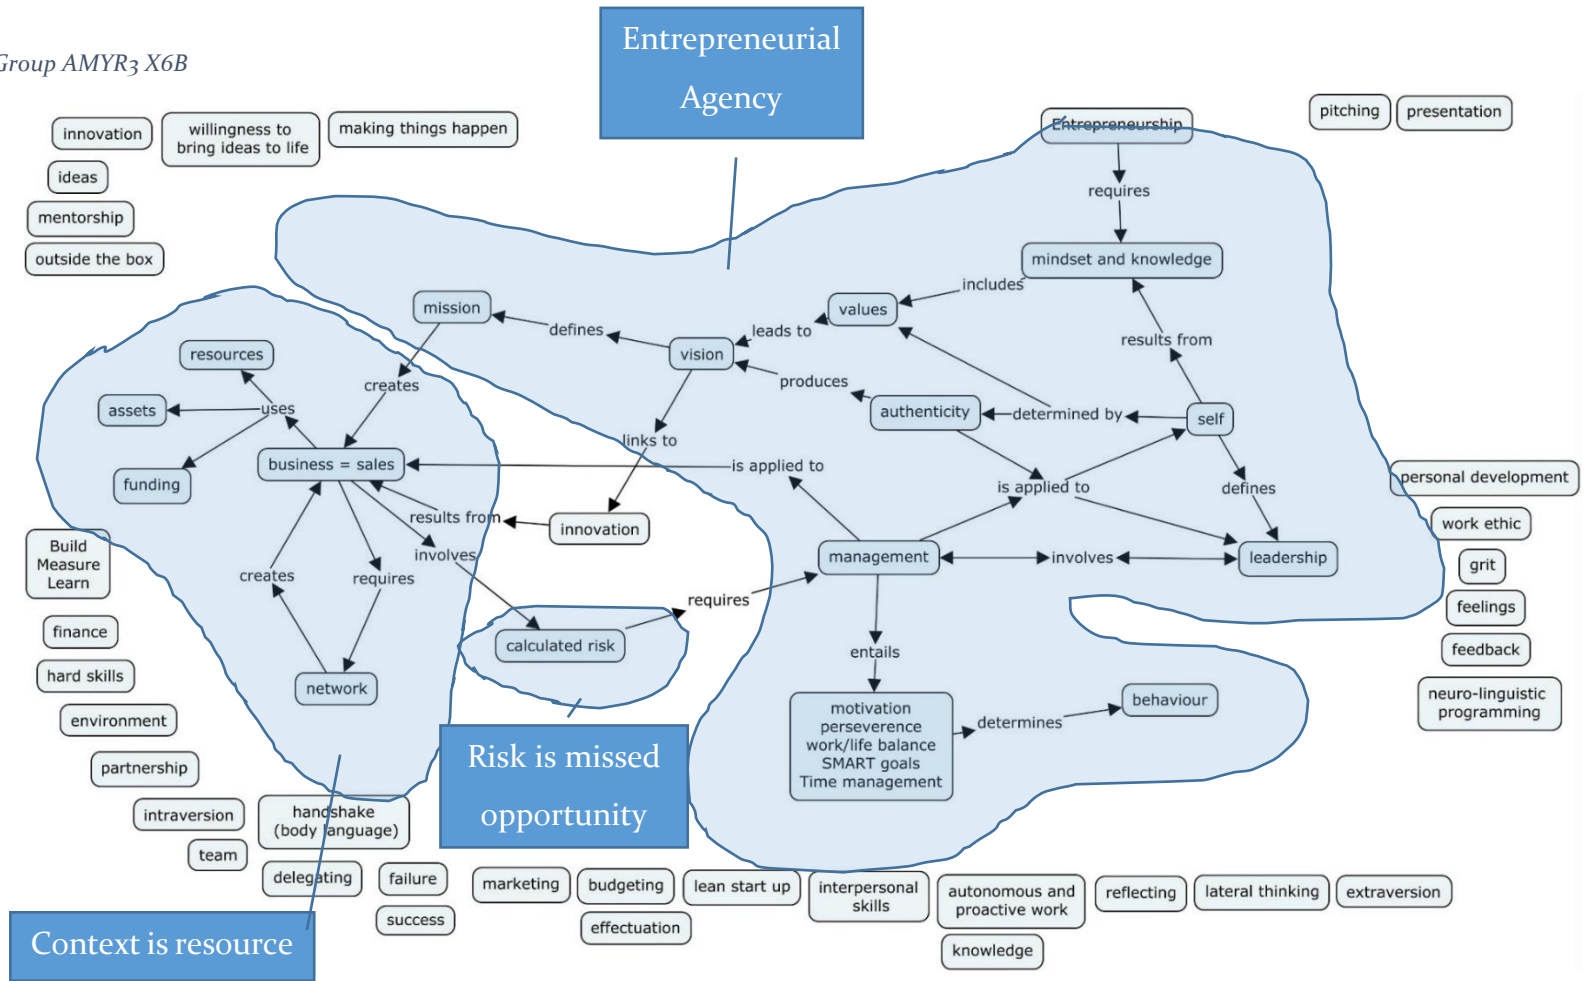 Group AMYR3 X6B
Entrepreneurial
Agency
innovation
willingness to
bring ideas to life
making things happen
ideas
mentorship
outside the box
Entrepreneurship
pitching
presentation
requires
mindset and knowledge
includes
values
leads to
mission
defines
vision
results from
resources
creates
produces
assets
uses
authenticity
determined by
self
links to
business = sales
is applied to
funding
is applied to
defines
personal development
results from
innovation
work ethic
Build
Measure
Learn
involves
management
involves
leadership
grit
creates
requires
requires
feelings
finance
calculated risk
entails
feedback
hard skills
network
motivation
perseverence
work/life balance
SMART goals
Time management
determines
behaviour
neuro-linguistic
programming
environment
Risk is missed
opportunity
partnership
intraversion
handshake
(body language)
team
delegating
failure
success
marketing
budgeting
lean start up
interpersonal
skills
autonomous and
proactive work
reflecting
lateral thinking
extraversion
effectuation
knowledge
Context is resource